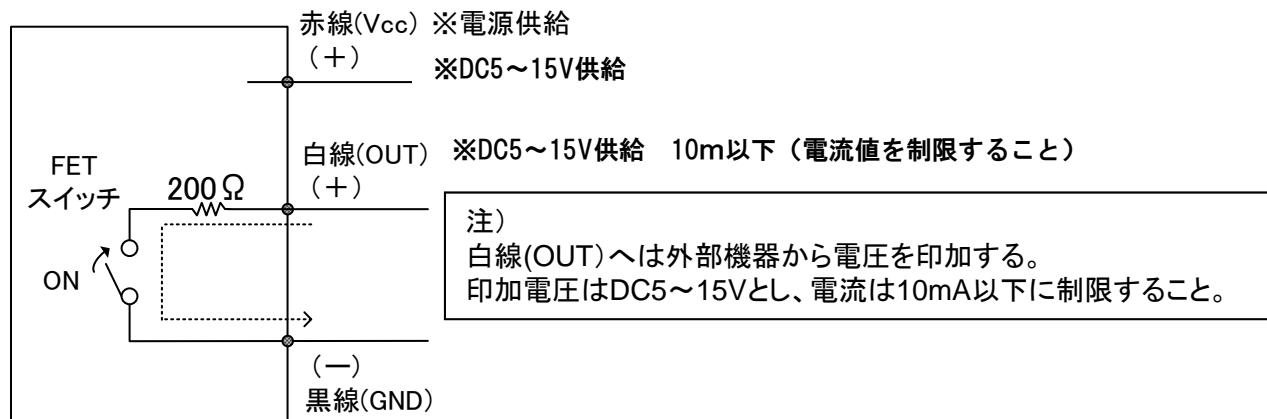 赤線(Vcc) ※電源供給
(＋)
※DC5～15V供給
白線(OUT) ※DC5～15V供給 10m以下（電流値を制限すること）
(＋)
FET
スイッチ
200Ω
ON
注）
白線(OUT)へは外部機器から電圧を印加する。
印加電圧はDC5～15Vとし、電流は10mA以下に制限すること。
(－)
黒線(GND)